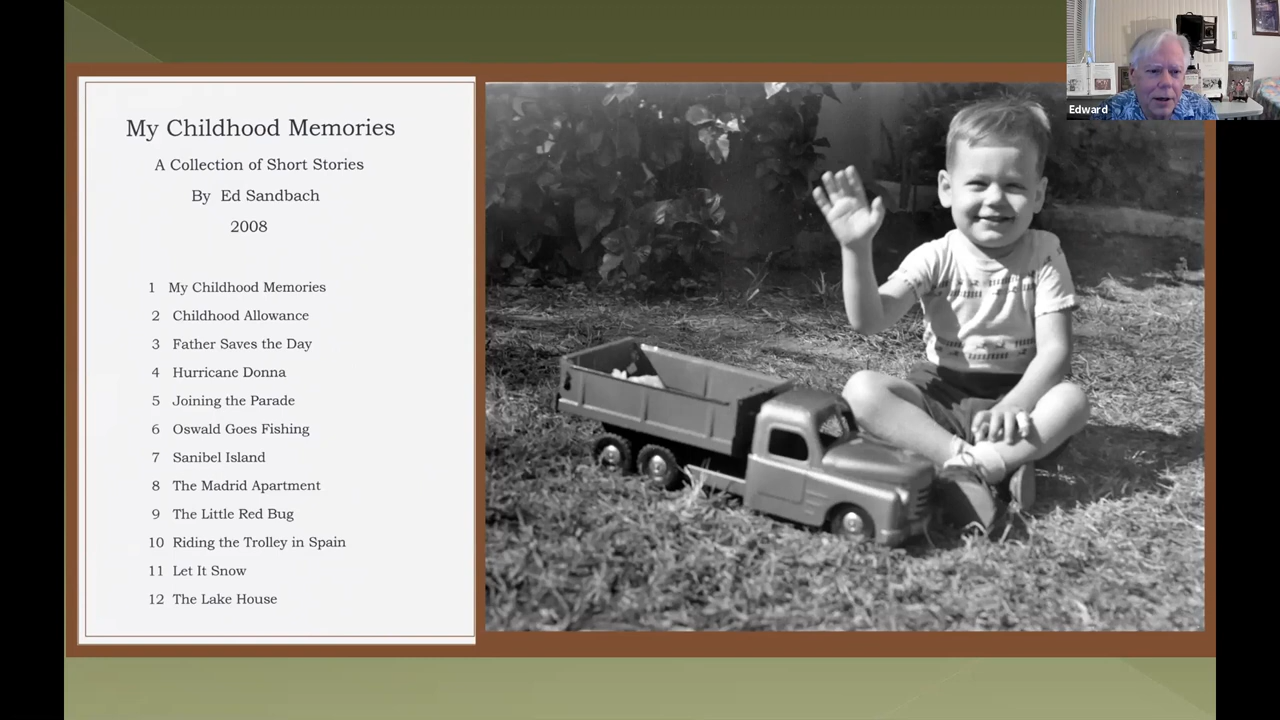 My Childhood Memories
A Collection of Short Stories
By Ed Sandbach
2008
1 My Childhood Memories
2 Childhood Allowance
3 Father Saves the Day
4 Hurricane Donna
5 Joining the Parade
6 Oswald Goes Fishing
7 Sanibel Island
8 The Madrid Apartment
9 The Little Red Bug
10 Riding the Trolley in Spain
11 Let It Snow
12 The Lake House
Edward